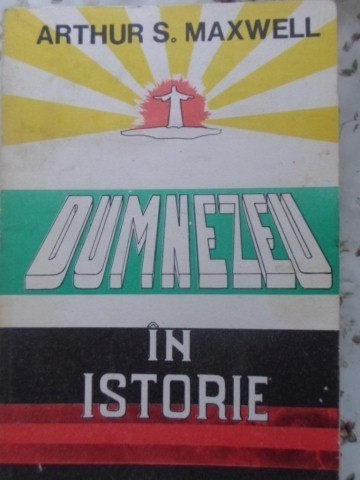 ARTHUR S. MAXWELL
DUMNEZEU
ÎN
ISTORIE